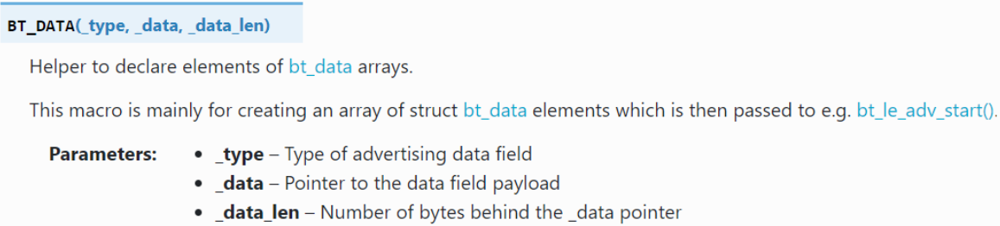 BT_DATA(_type, _data, _data_len)
Helper to declare elements of bt_data arrays.
This macro is mainly for creating an array of struct bt_data elements which is then passed to e.g. bt_le_adv_start().
Parameters: • _type – Type of advertising data field
• _data – Pointer to the data field payload
• _data_len – Number of bytes behind the _data pointer